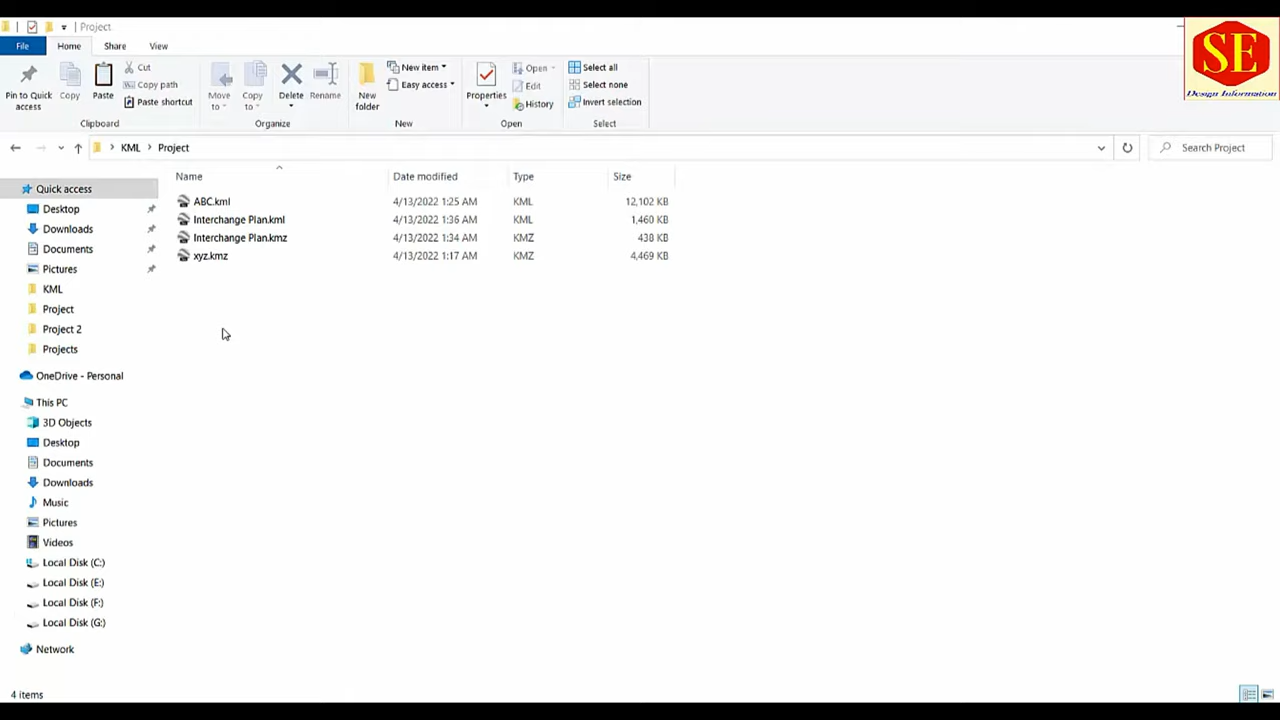 Project
SE
Design Information
File Home Share View
Pin to Quick access
Copy
Paste
Cut
Copy path
Paste shortcut
Clipboard
Move to
Copy to
Delete
Rename
Organize
New folder
New item
Easy access
New
Properties
Open
Edit
History
Open
Select all
Select none
Invert selection
Select
KML Project
Search Project
Name Date modified Type Size
ABC.kml 4/13/2022 1:25 AM KML 12,102 KB
Interchange Plan.kml 4/13/2022 1:36 AM KML 1,460 KB
Interchange Plan.kmz 4/13/2022 1:34 AM KMZ 438 KB
xyz.kmz 4/13/2022 1:17 AM KMZ 4,469 KB
Quick access
Desktop
Downloads
Documents
Pictures
KML
Project
Project 2
Projects
OneDrive - Personal
This PC
3D Objects
Desktop
Documents
Downloads
Music
Pictures
Videos
Local Disk (C:)
Local Disk (E:)
Local Disk (F:)
Local Disk (G:)
Network
4 items